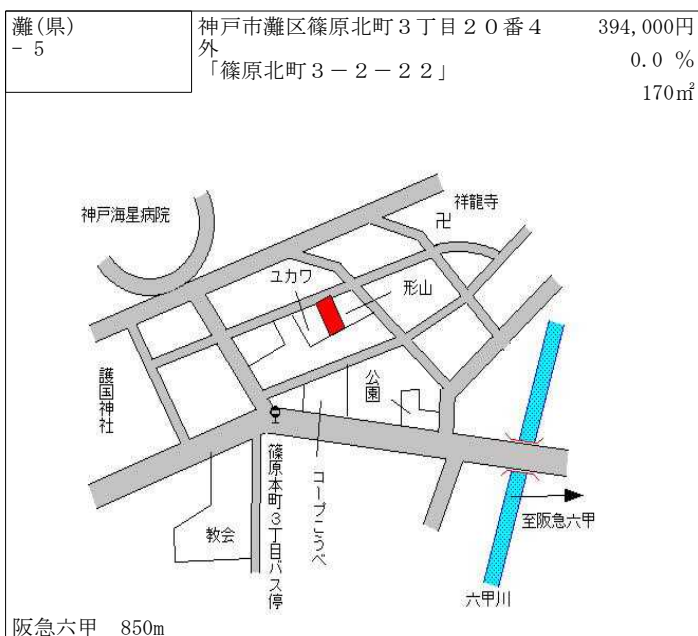 灘(県)
- 5
神戸市灘区篠原北町３丁目２０番４
外
「篠原北町３－２－２２」
394,000円
0.0 %
170㎡
神戸海星病院
祥龍寺
卍
ユカワ
形山
護国神社
公園
篠原本町３丁目バス停
コープこうべ
教会
至阪急六甲
六甲川
阪急六甲 850m